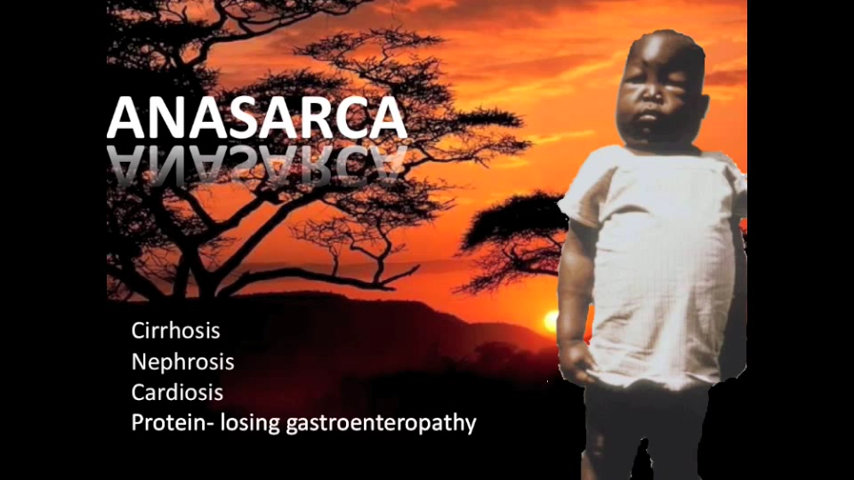 ANASARCA
Cirrhosis
Nephrosis
Cardiosis
Protein- losing gastroenteropathy